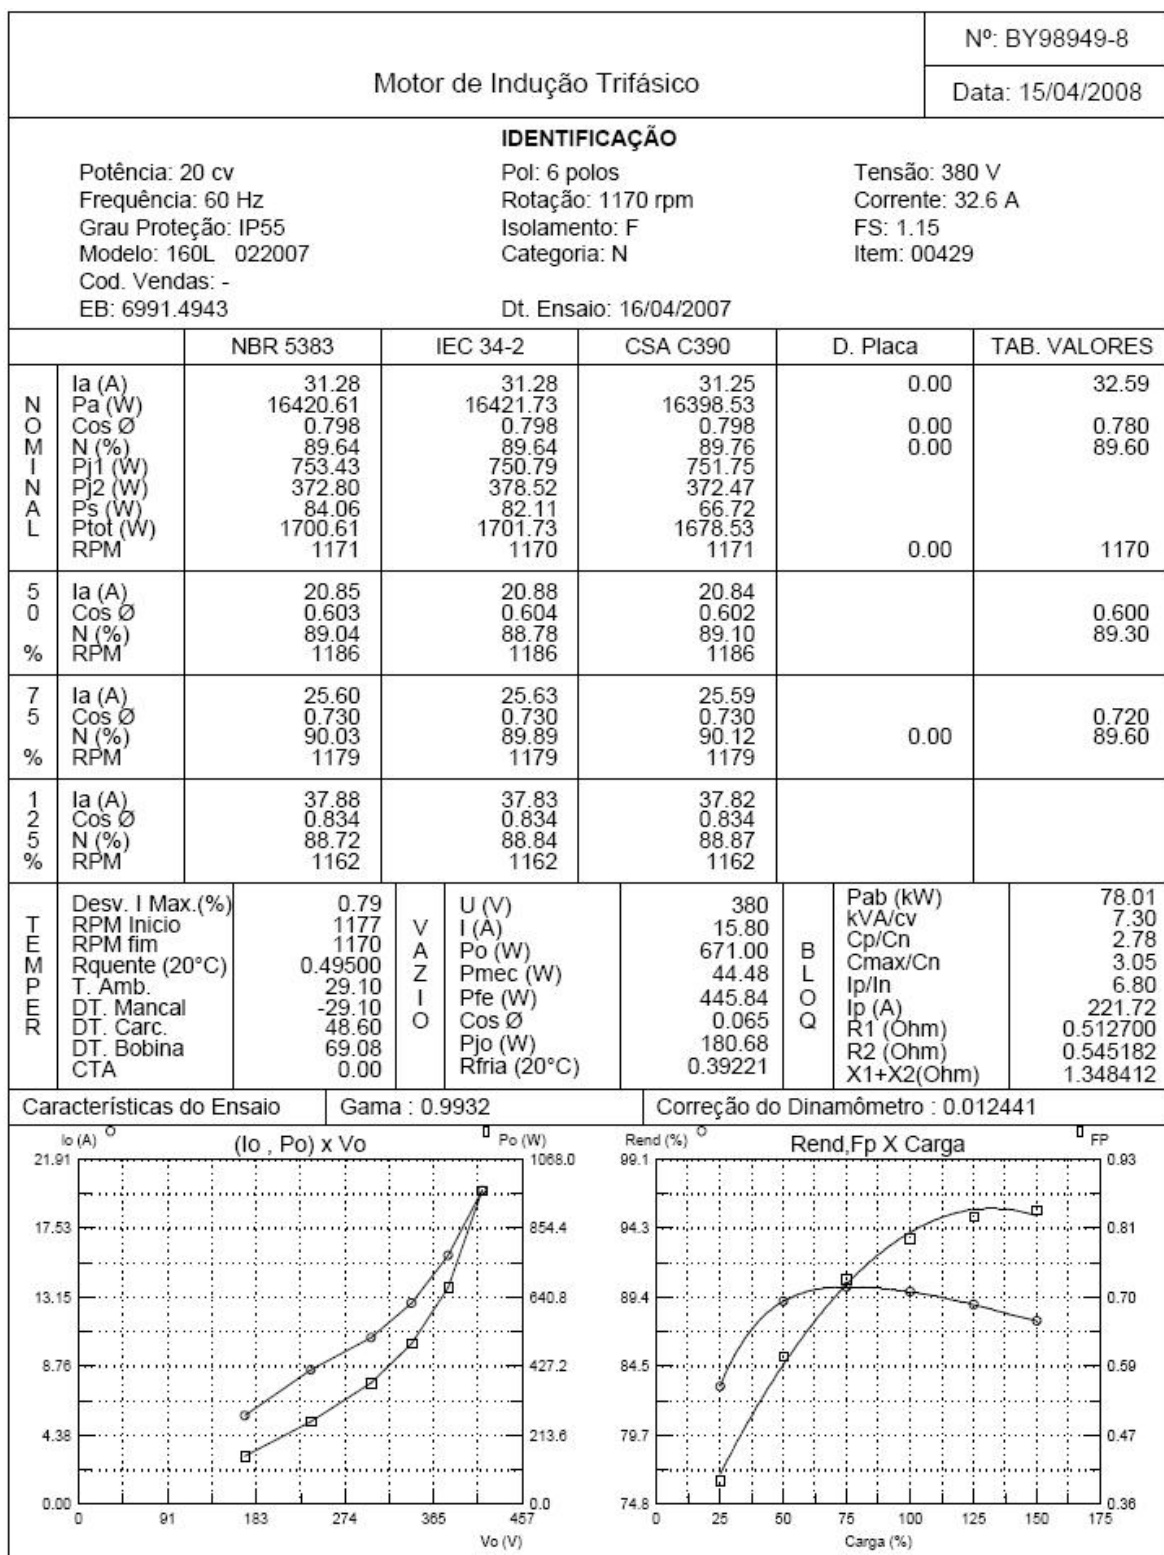 Motor de Indução Trifásico
Nº: BY98949-8
Data: 15/04/2008
IDENTIFICAÇÃO
Potência: 20 cv Pol: 6 polos Tensão: 380 V
Frequência: 60 Hz Rotação: 1170 rpm Corrente: 32.6 A
Grau Proteção: IP55 Isolamento: F FS: 1.15
Modelo: 160L 022007 Categoria: N Item: 00429
Cod. Vendas: -
EB: 6991.4943 Dt. Ensaio: 16/04/2007
NBR 5383 IEC 34-2 CSA C390 D. Placa TAB. VALORES
NOMINAL
Ia (A) 31.28 31.28 31.25 0.00 32.59
Pa (W) 16420.61 16421.73 16398.53
Cos Ø 0.798 0.798 0.798 0.00 0.780
N (%) 89.64 89.64 89.76 0.00 89.60
Pj1 (W) 753.43 750.79 751.75
Pj2 (W) 372.80 378.52 372.47
Ps (W) 84.06 82.11 66.72
Ptot (W) 1700.61 1701.73 1678.53
RPM 1171 1170 1171 0.00 1170
50 %
Ia (A) 20.85 20.88 20.84
Cos Ø 0.603 0.604 0.602 0.600
N (%) 89.04 88.78 89.10 89.30
RPM 1186 1186 1186
75 %
Ia (A) 25.60 25.63 25.59
Cos Ø 0.730 0.730 0.730 0.720
N (%) 90.03 89.89 90.12 0.00 89.60
RPM 1179 1179 1179
125%
Ia (A) 37.88 37.83 37.82
Cos Ø 0.834 0.834 0.834
N (%) 88.72 88.84 88.87
RPM 1162 1162 1162
TEMPER
Desv. I Max.(%) 0.79
RPM Inicio 1177
RPM fim 1170
Rquente (20°C) 0.49500
T. Amb. 29.10
DT. Mancal -29.10
DT. Carc. 48.60
DT. Bobina 69.08
CTA 0.00
VAZIO
U (V) 380
I (A) 15.80
Po (W) 671.00
Pmec (W) 44.48
Pfe (W) 445.84
Cos Ø 0.065
Pjo (W) 180.68
Rfria (20°C) 0.39221
BLOQ
Pab (kW) 78.01
kVA/cv 7.30
Cp/Cn 2.78
Cmax/Cn 3.05
Ip/In 6.80
Ip (A) 221.72
R1 (Ohm) 0.512700
R2 (Ohm) 0.545182
X1+X2(Ohm) 1.348412
Características do Ensaio Gama : 0.9932 Correção do Dinamômetro : 0.012441
Io (A) (Io , Po) x Vo Po (W)
21.91 1068.0
17.53 854.4
13.15 640.8
8.76 427.2
4.38 213.6
0.00 0.0
0 91 183 274 365 457
Vo (V)
Rend (%) Rend,Fp X Carga FP
99.1 0.93
94.3 0.81
89.4 0.70
84.5 0.59
79.7 0.47
74.8 0.36
0 25 50 75 100 125 150 175
Carga (%)